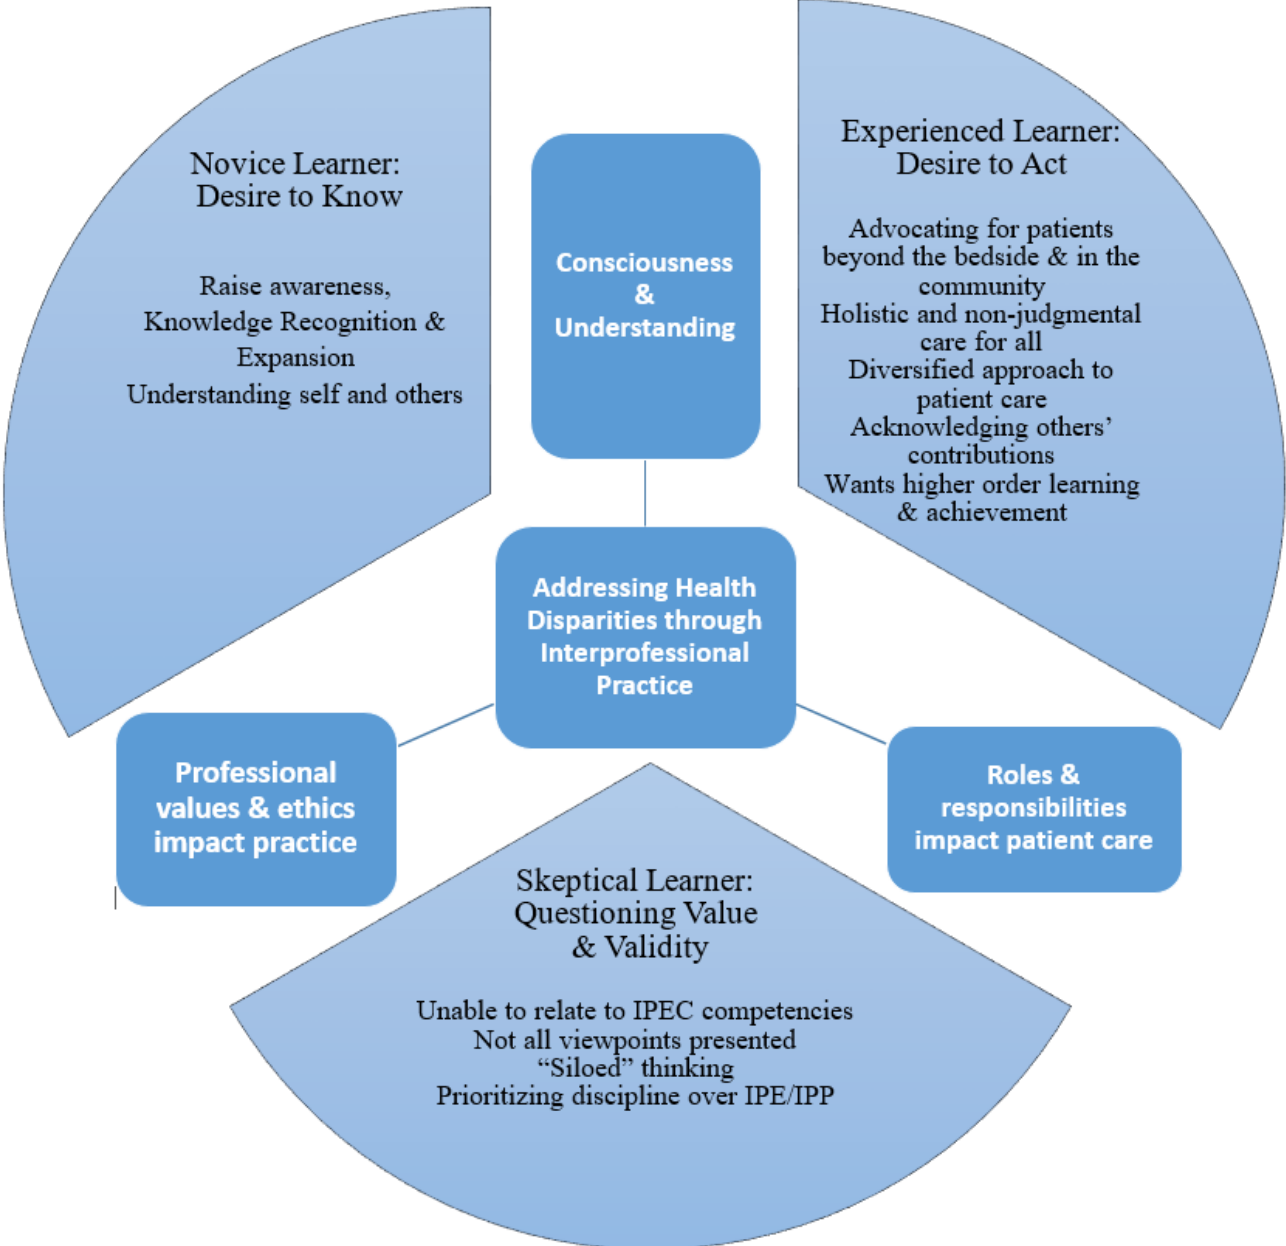 Novice Learner:
Desire to Know
Raise awareness,
Knowledge Recognition &
Expansion
Understanding self and others
Consciousness
&
Understanding
Experienced Learner:
Desire to Act
Advocating for patients
beyond the bedside & in the
community
Holistic and non-judgmental
care for all
Diversified approach to
patient care
Acknowledging others’
contributions
Wants higher order learning
& achievement
Addressing Health
Disparities through
Interprofessional
Practice
Professional
values & ethics
impact practice
Roles &
responsibilities
impact patient care
Skeptical Learner:
Questioning Value
& Validity
Unable to relate to IPEC competencies
Not all viewpoints presented
“Siloed” thinking
Prioritizing discipline over IPE/IPP